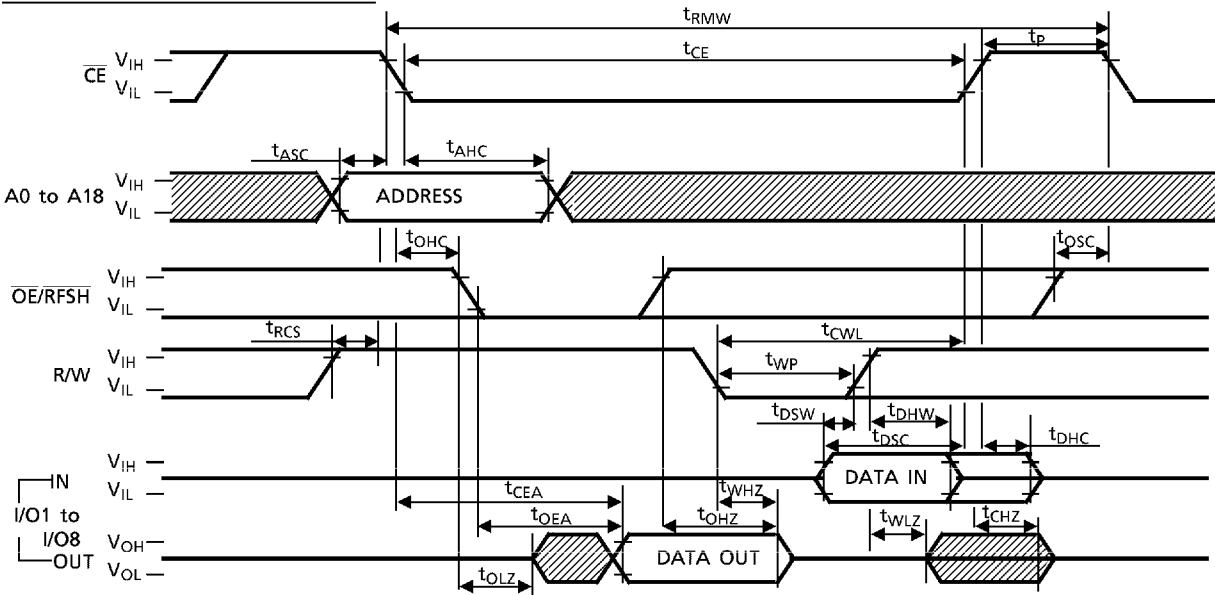 tRMW
tCE
tP
CE
VIH
VIL
tASC
tAHC
A0 to A18
VIH
VIL
ADDRESS
tOHC
tOSC
OE/RFSH
VIH
VIL
tRCS
tCWL
R/W
VIH
VIL
tWP
tDSW
tDHW
tDSC
tDHC
IN
VIH
VIL
DATA IN
I/O1 to
I/O8
tCEA
tWHZ
tOEA
tOHZ
tWLZ
tCHZ
OUT
VOH
VOL
DATA OUT
tOLZ